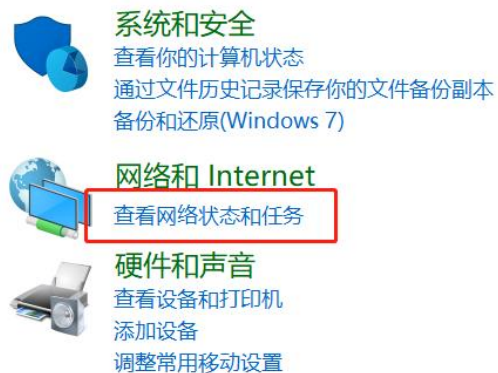 系统和安全
查看你的计算机状态
通过文件历史记录保存你的文件备份副本
备份和还原(Windows 7)
网络和 Internet
查看网络状态和任务
硬件和声音
查看设备和打印机
添加设备
调整常用移动设置